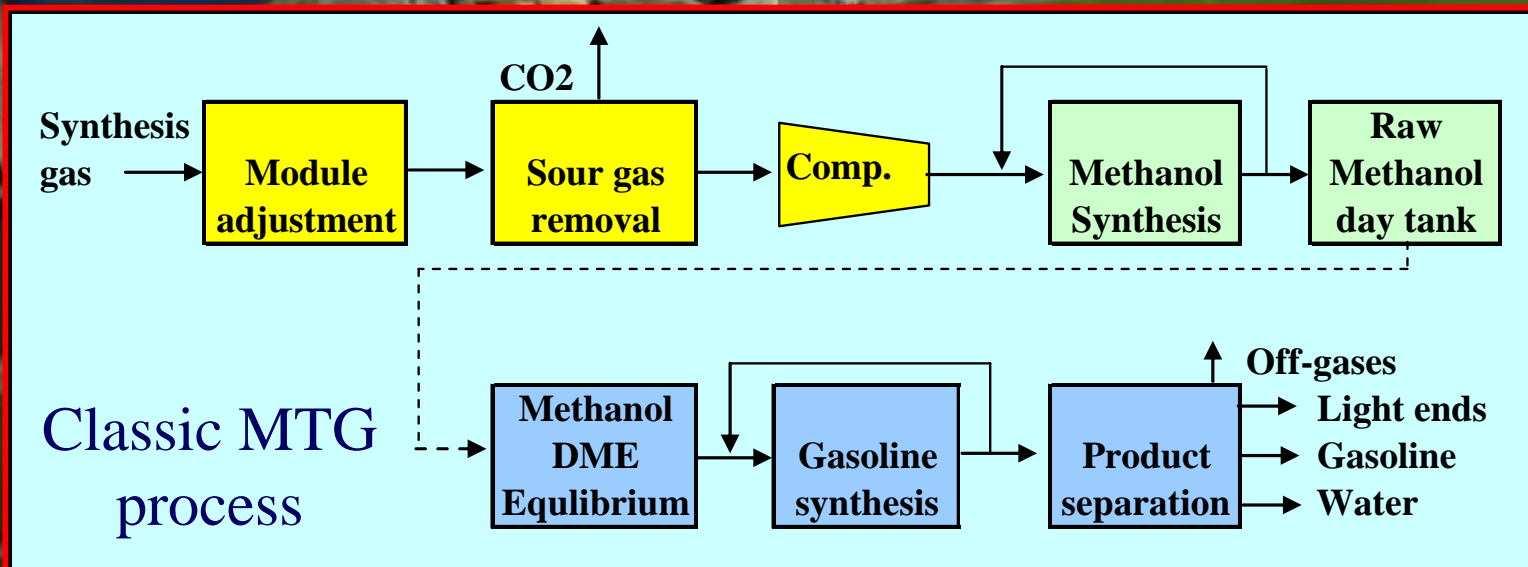 CO2
Synthesis
gas
Module
adjustment
Sour gas
removal
Comp.
Methanol
Synthesis
Raw
Methanol
day tank
Classic MTG
process
Methanol
DME
Equlibrium
Gasoline
synthesis
Product
separation
Off-gases
Light ends
Gasoline
Water